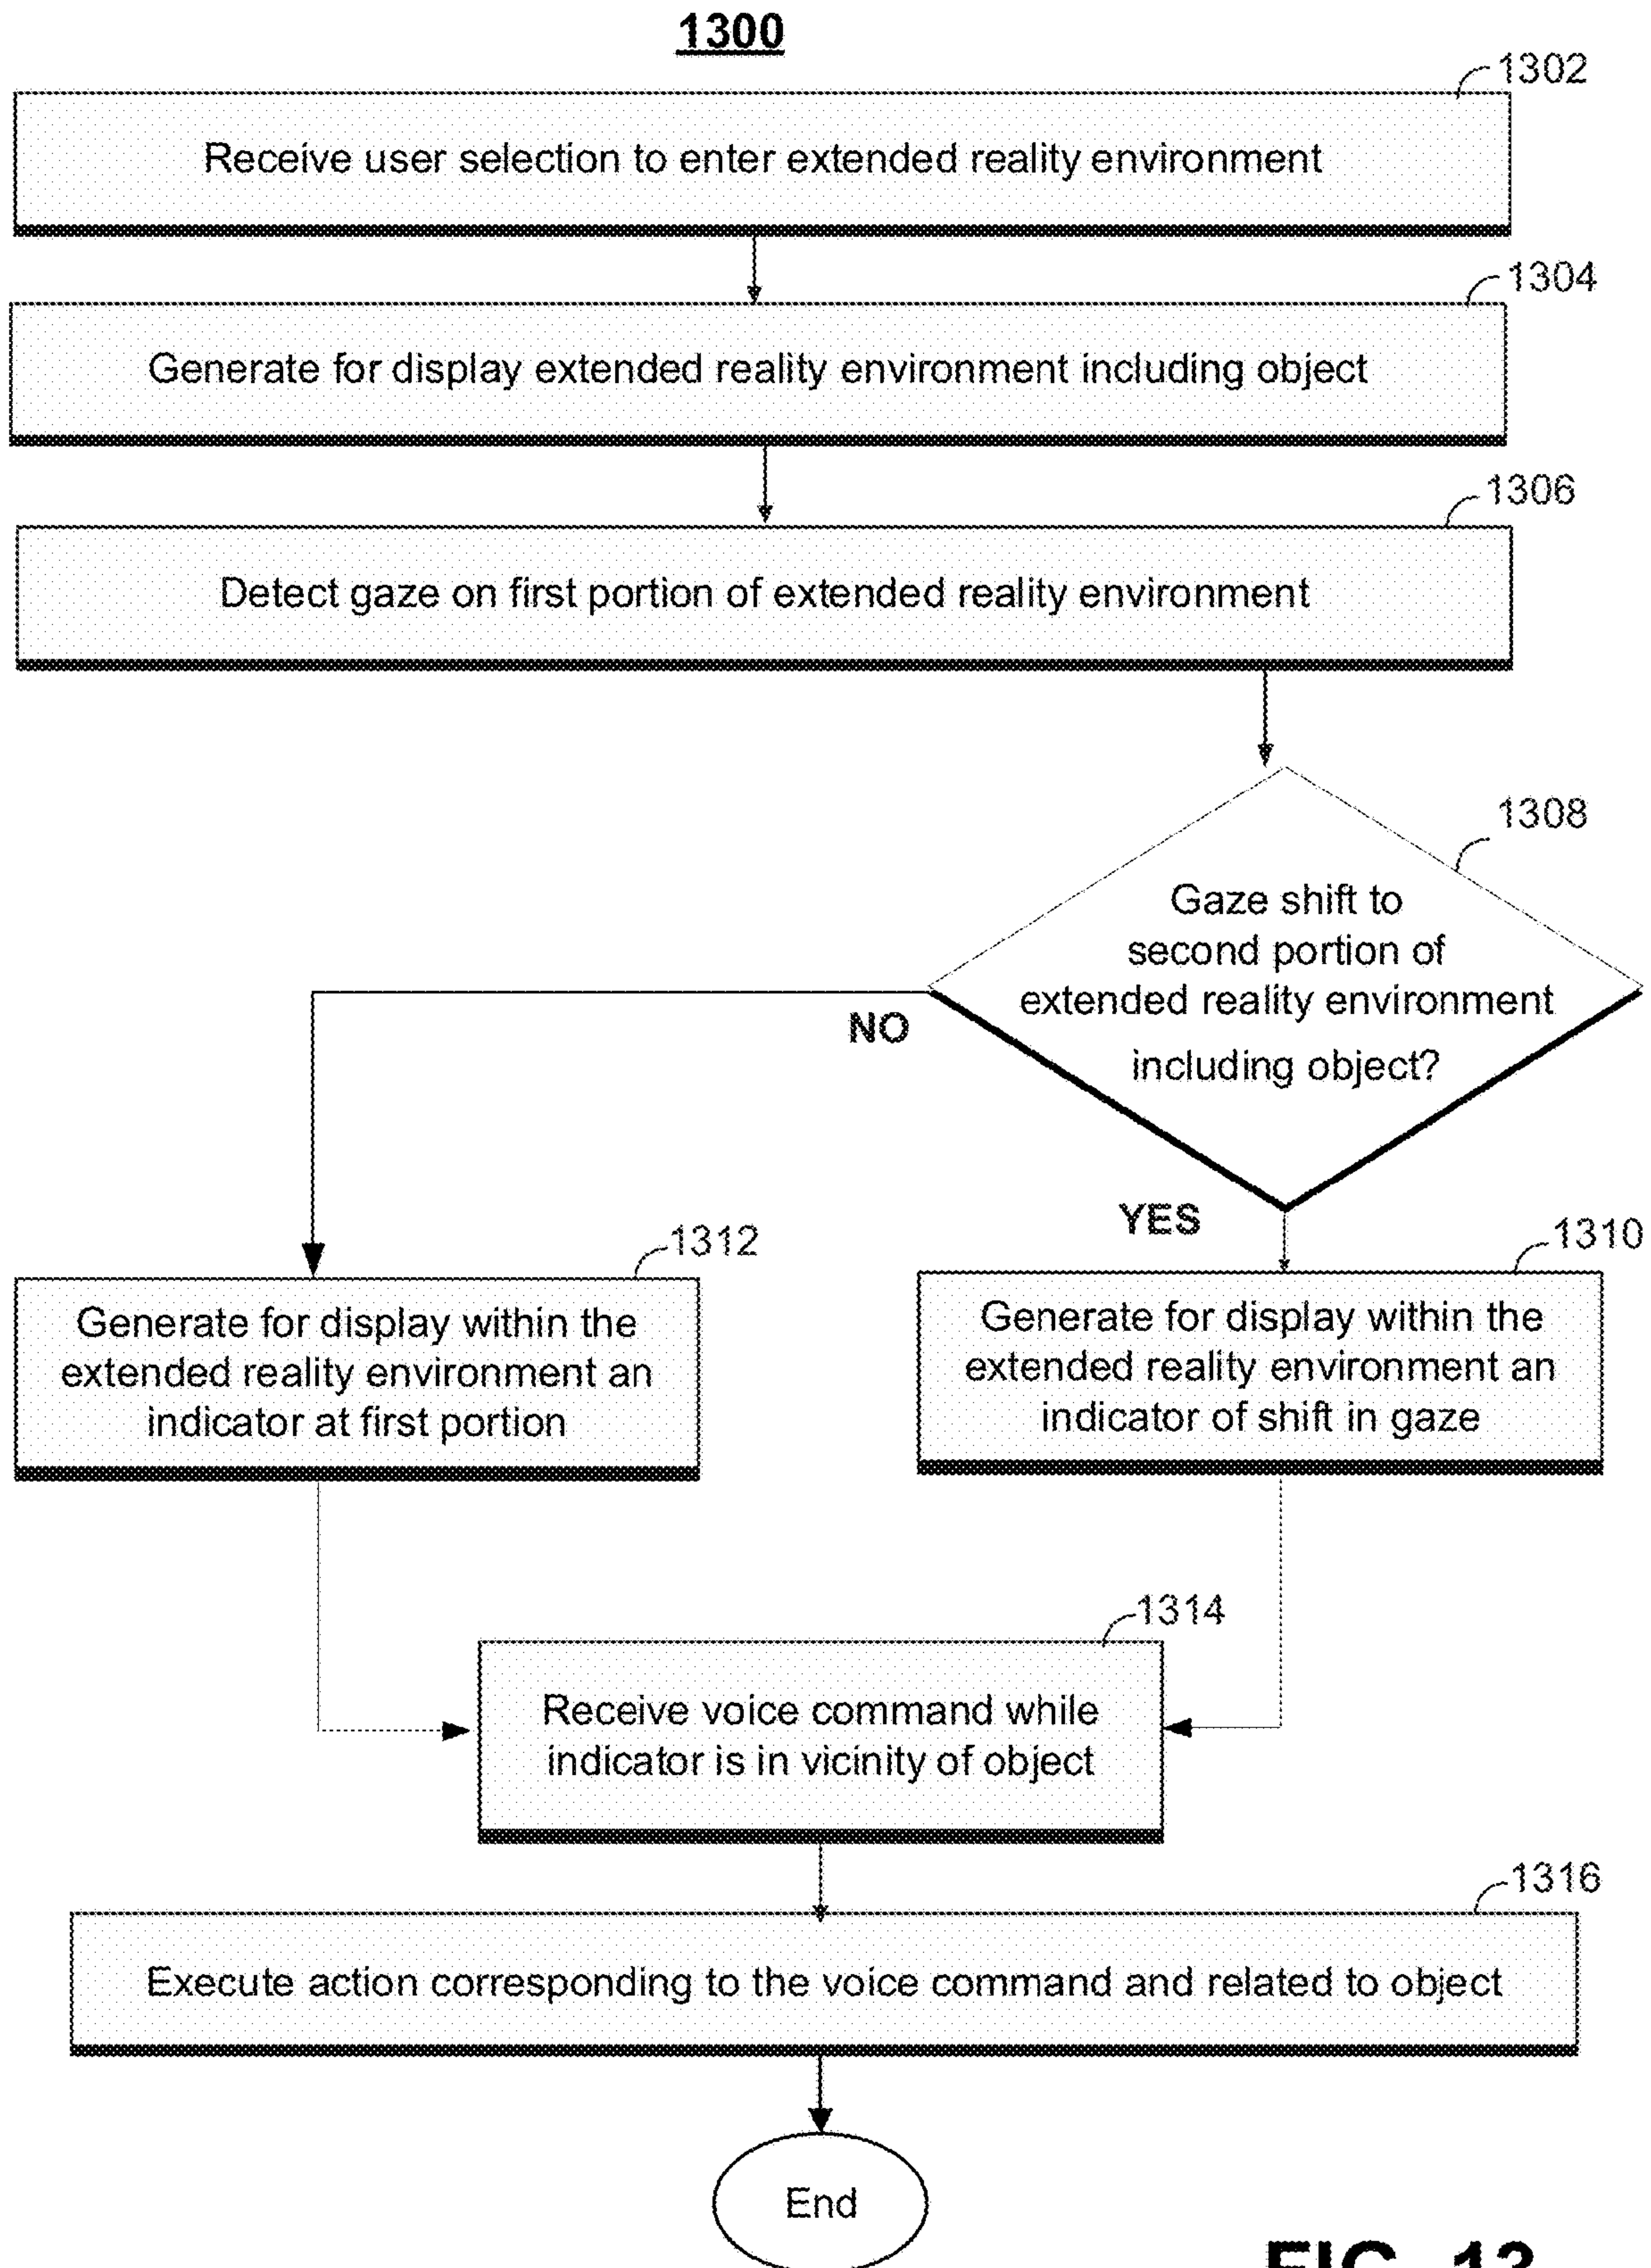 1300
1302
Receive user selection to enter extended reality environment
1304
Generate for display extended reality environment including object
1306
Detect gaze on first portion of extended reality environment
1308
Gaze shift to
second portion of
extended reality environment
including object?
NO
YES
1312
Generate for display within the
extended reality environment an
indicator at first portion
1310
Generate for display within the
extended reality environment an
indicator of shift in gaze
1314
Receive voice command while
indicator is in vicinity of object
1316
Execute action corresponding to the voice command and related to object
End
FIG. 13